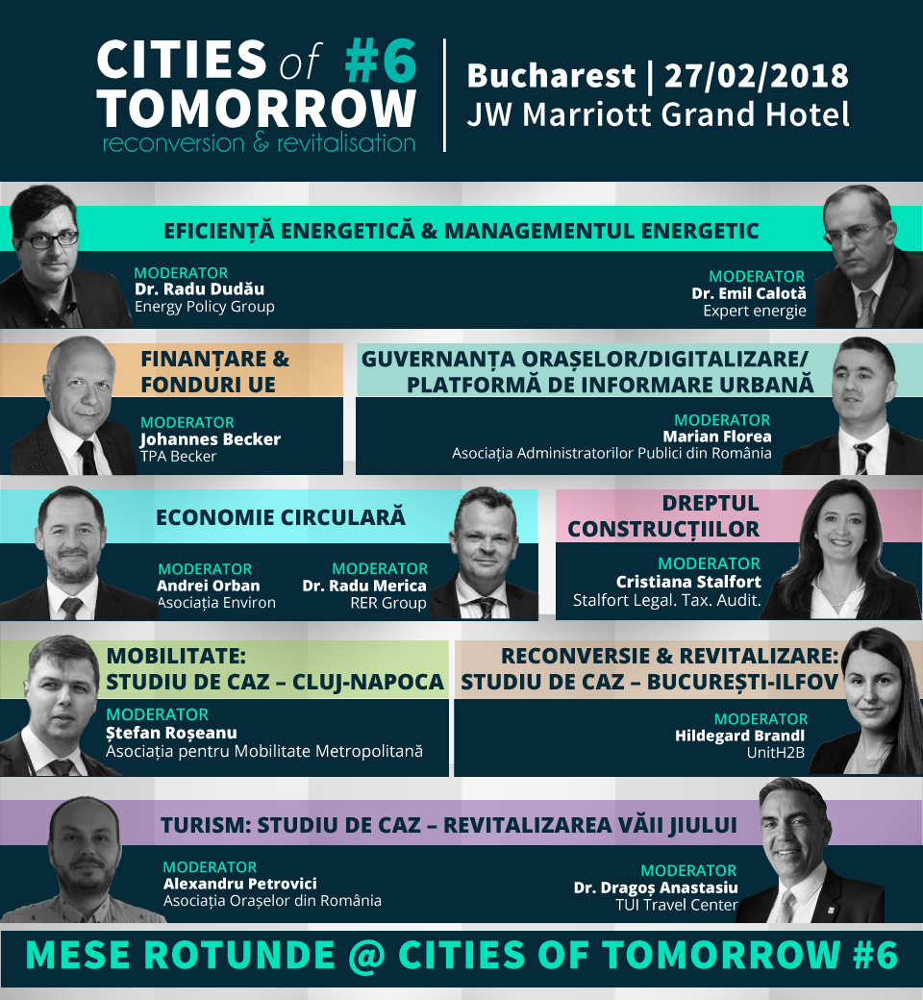 CITIES of #6
TOMORROW
reconversion & revitalisation
Bucharest | 27/02/2018
JW Marriott Grand Hotel
EFICIENȚĂ ENERGETICĂ & MANAGEMENTUL ENERGETIC
MODERATOR
Dr. Radu Dudău
Energy Policy Group
MODERATOR
Dr. Emil Calotă
Expert energie
FINANȚARE &
FONDURI UE
MODERATOR
Johannes Becker
TPA Becker
GUVERNANȚA ORAȘELOR/DIGITALIZARE/
PLATFORMĂ DE INFORMARE URBANĂ
MODERATOR
Marian Florea
Asociația Administratorilor Publici din România
ECONOMIE CIRCULARĂ
MODERATOR
Andrei Orban
Asociația Environ
MODERATOR
Dr. Radu Merica
RER Group
DREPTUL
CONSTRUCȚIILOR
MODERATOR
Cristiana Stalfort
Stalfort Legal. Tax. Audit.
MOBILITATE:
STUDIU DE CAZ – CLUJ-NAPOCA
MODERATOR
Ștefan Roșeanu
Asociația pentru Mobilitate Metropolitană
RECONVERSIE & REVITALIZARE:
STUDIU DE CAZ – BUCUREȘTI-ILFOV
MODERATOR
Hildegard Brandl
UnitH2B
TURISM: STUDIU DE CAZ – REVITALIZAREA VĂII JIULUI
MODERATOR
Alexandru Petrovici
Asociația Orașelor din România
MODERATOR
Dr. Dragoș Anastasiu
TUI Travel Center
MESE ROTUNDE @ CITIES OF TOMORROW #6